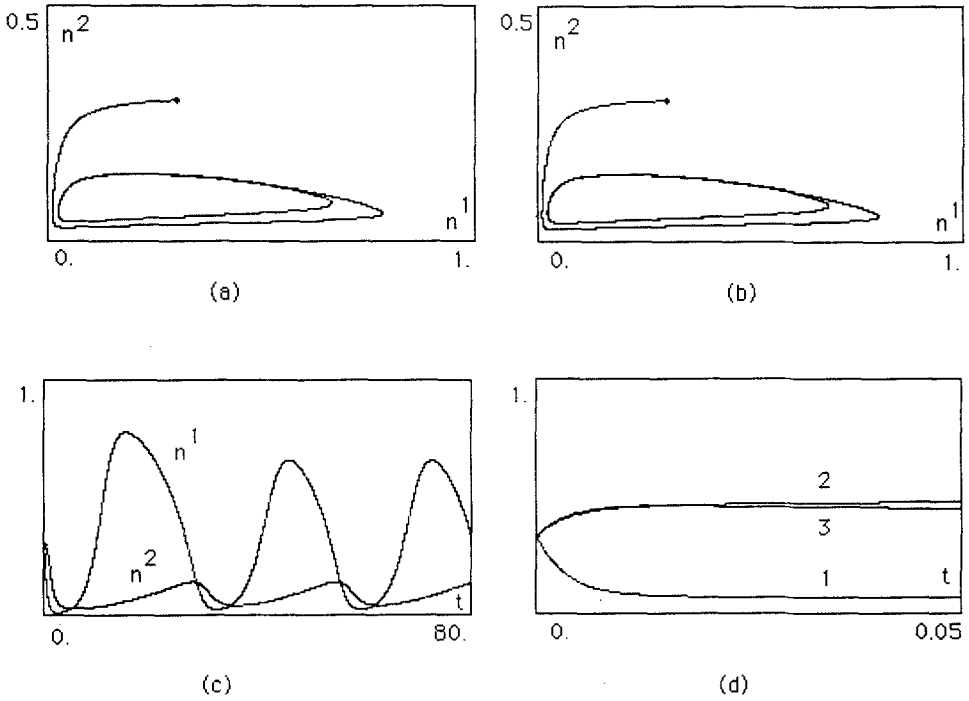 0.5 n² n¹
0. 1.
(a)
0.5 n² n¹
0. 1.
(b)
1. n¹ n² t
0. 80.
(c)
1. 2 3 1 t
0. 0.05
(d)